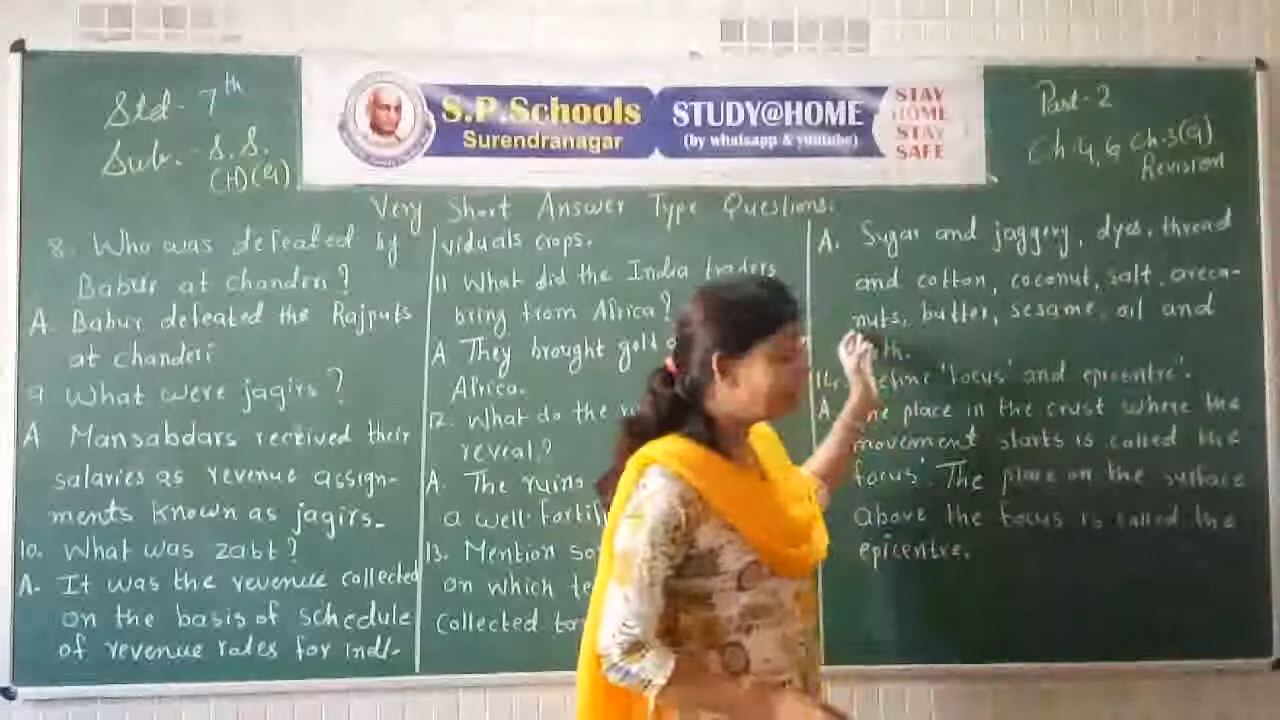 Std - 7th
Sub. - S.S.
(H)(G)
S.P.Schools
Surendranagar
STUDY@HOME
(by whatsapp & youtube)
STAY
HOME
STAY
SAFE
Part - 2
Ch. 4, 6 Ch. 3(G)
Revision
Very Short Answer Type Questions.
8. Who was defeated by
Babur at chanderi?
A. Babur defeated the Rajputs
at chanderi
9 What were jagirs?
A Mansabdars received their
salaries as revenue assign-
ments known as jagirs.
10. What was zabt?
A. It was the revenue collected
on the basis of schedule
of revenue rates for indi-
viduals crops.
11 What did the India traders
bring from Africa?
A They brought gold
Africa.
12. What do the
reveal?
A. The ruins
a well-
13. Mention
on which
collected
A. Sugar and jaggery, dyes, thread
and cotton, coconut, salt, areca-
nuts, butter, sesame, oil and
14. 'focus' and epicentre'.
A. place in the crust where the
movement starts is called the
focus'. The place on the surface
above the focus is called the
epicentre.